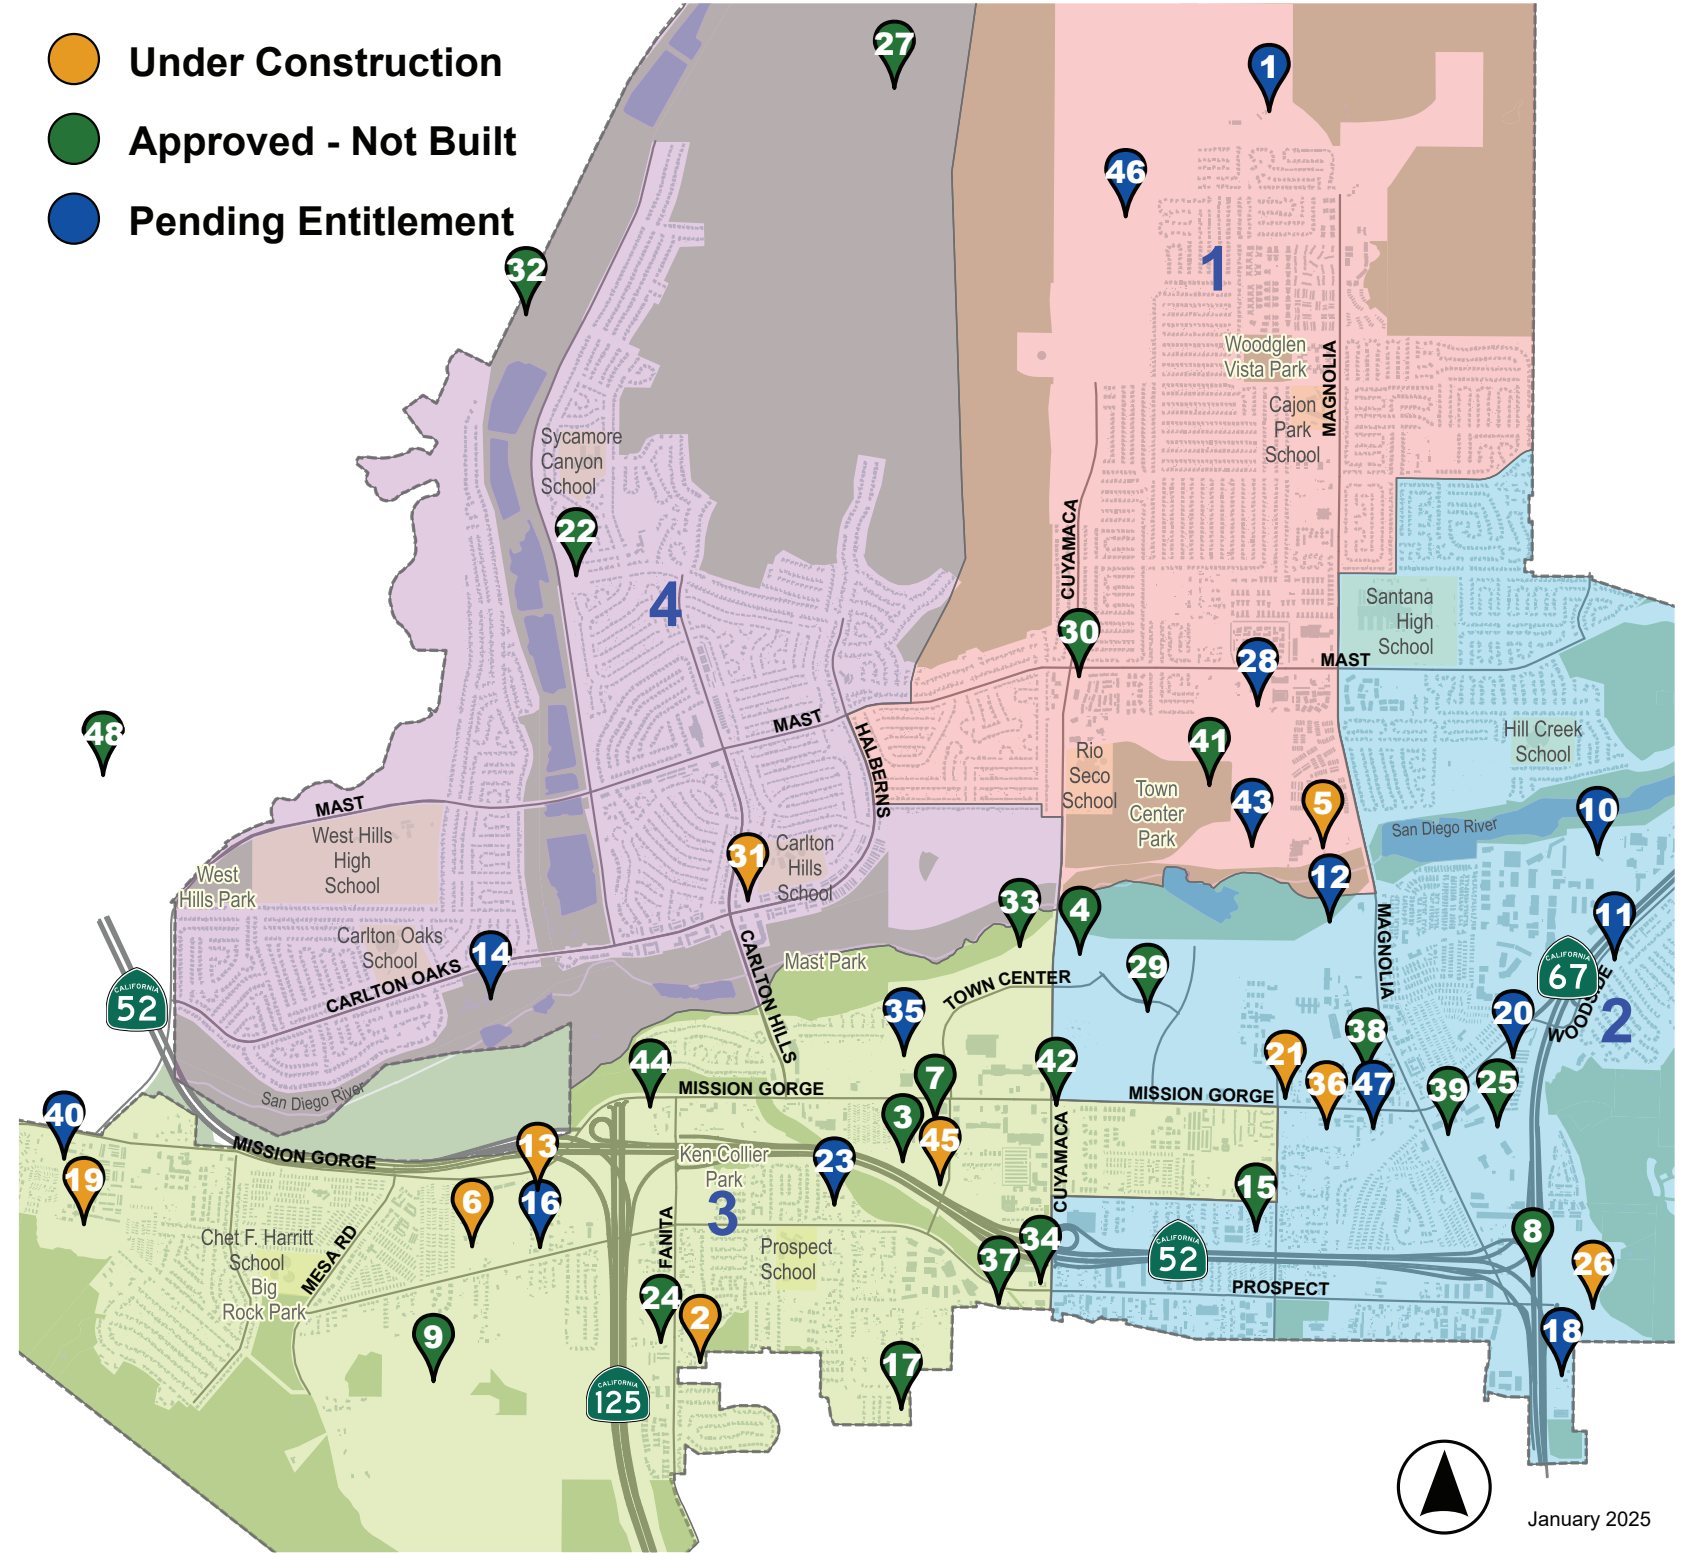 Under Construction
Approved - Not Built
Pending Entitlement
27
1
46
32
1
Woodglen
Vista Park
MAGNOLIA
Cajon
Park
School
Sycamore
Canyon
School
22
CUYAMACA
4
Santana
High
School
30
28
MAST
48
MAST
HALBERNS
41
Hill Creek
School
Rio
Seco
School
Town
Center
Park
43
5
10
San Diego River
MAST
West Hills
High
School
31
Carlton
Hills
School
West
Hills Park
12
33
4
11
MAGNOLIA
Carlton Oaks
School
14
CARLTON OAKS
CARLTON HILLS
Mast Park
TOWN CENTER
29
CALIFORNIA
67
WOODSIDE
CALIFORNIA
52
35
20
2
38
21
44
42
7
MISSION GORGE
MISSION GORGE
36
47
39
25
San Diego River
40
3
45
13
MISSION GORGE
Ken Collier
Park
23
CUYAMACA
19
6
16
3
15
FANITA
Chet F. Harritt
School
Big
Rock Park
MESA RD
Prospect
School
37
34
CALIFORNIA
52
8
26
PROSPECT
24
2
9
18
17
CALIFORNIA
125
January 2025